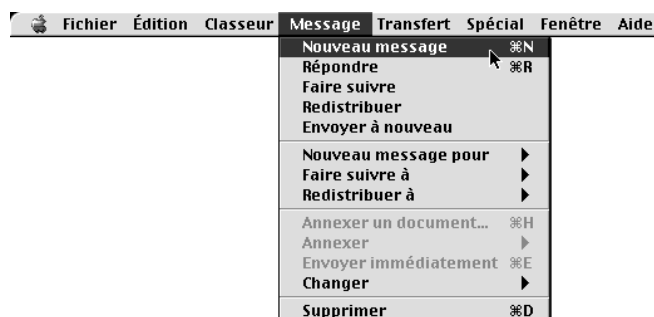 Fichier Édition Classeur Message Transfert Spécial Fenêtre Aide
Nouveau message ⌘N
Répondre ⌘R
Faire suivre
Redistribuer
Envoyer à nouveau
Nouveau message pour
Faire suivre à
Redistribuer à
Annexer un document... ⌘H
Annexer
Envoyer immédiatement ⌘E
Changer
Supprimer ⌘D